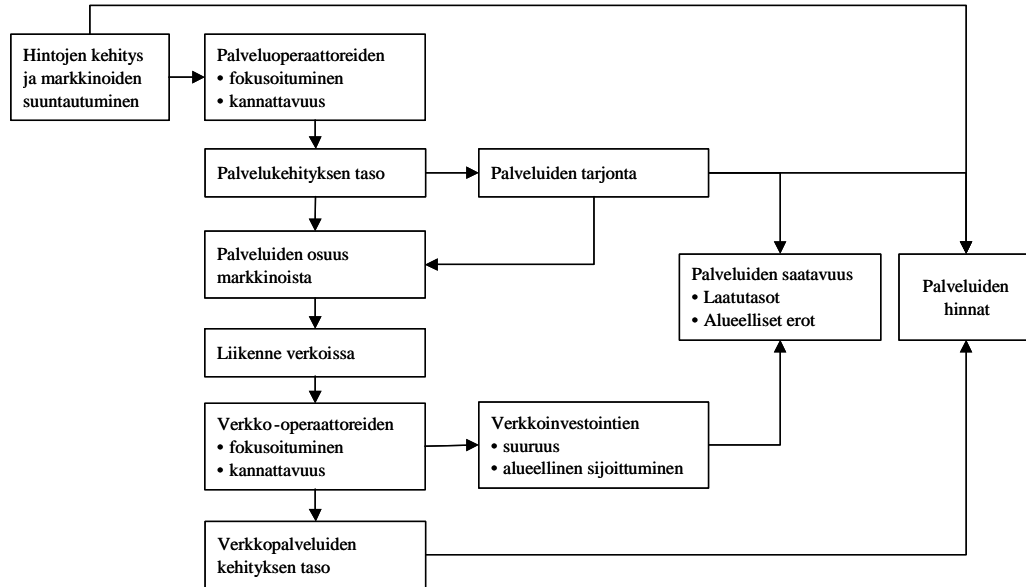 Hintojen kehitys
ja markkinoiden
suuntautuminen
Palveluoperaattoreiden
• fokusoituminen
• kannattavuus
Palvelukehityksen taso
Palveluiden tarjonta
Palveluiden osuus
markkinoista
Palveluiden saatavuus
• Laatutasot
• Alueelliset erot
Palveluiden
hinnat
Liikenne verkoissa
Verkko-operaattoreiden
• fokusoituminen
• kannattavuus
Verkkoinvestointien
• suuruus
• alueellinen sijoittuminen
Verkkopalveluiden
kehityksen taso